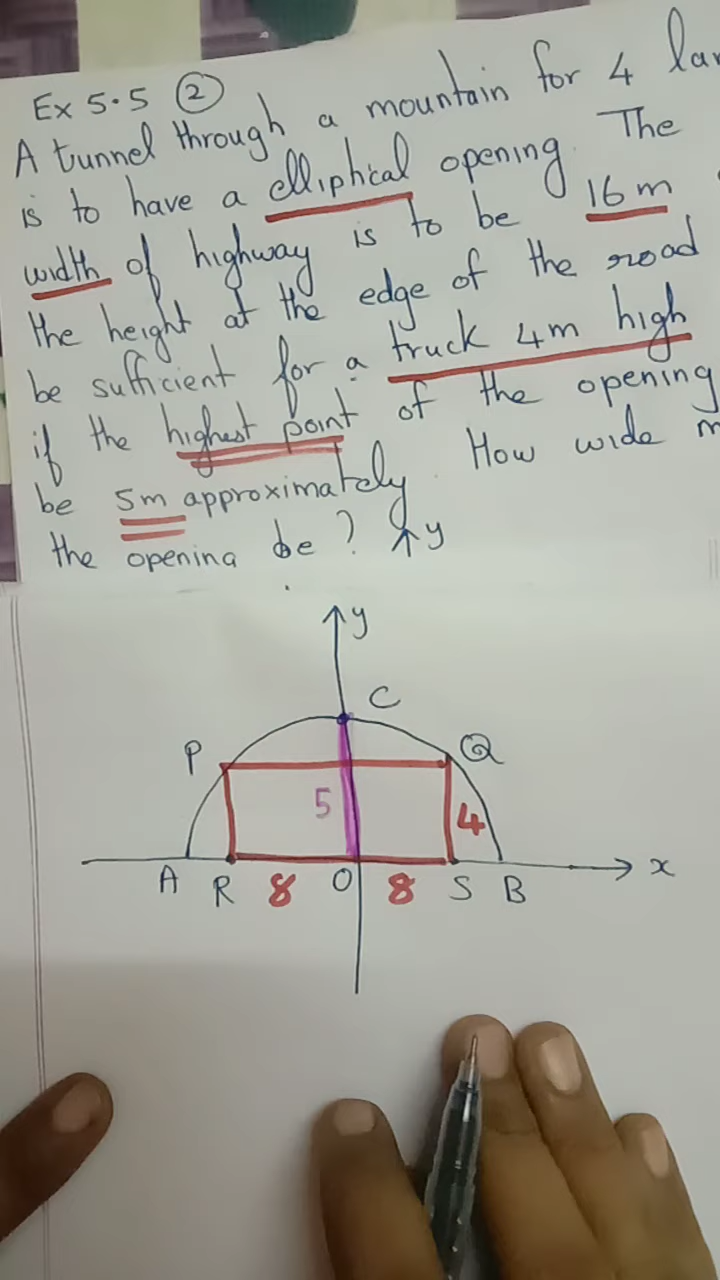 Ex 5.5 ②
A tunnel through a mountain for 4
is to have a elliptical opening. The
width of highway is to be 16m
the height at the edge of the road
be sufficient for a truck 4m high
if the highest point of the opening
be 5m approximately. How wide
the opening be? y
y
C
P Q
5 4
A R 8 O 8 S B x